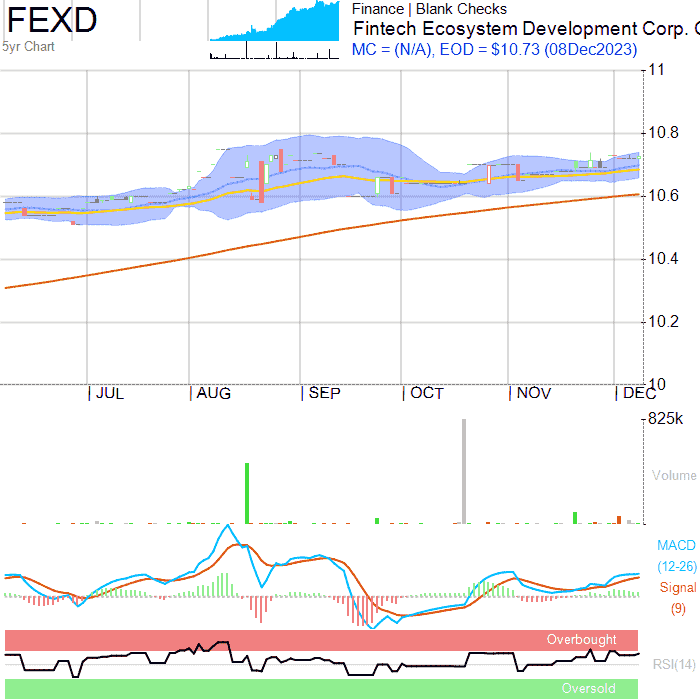 FEXD
5yr Chart
Finance | Blank Checks
Fintech Ecosystem Development Corp. C
MC = (N/A), EOD = $10.73 (08Dec2023)
11
10.8
10.6
10.4
10.2
10
JUL AUG SEP OCT NOV DEC
825k
Volume
MACD
(12-26)
Signal
(9)
Overbought
RSI(14)
Oversold